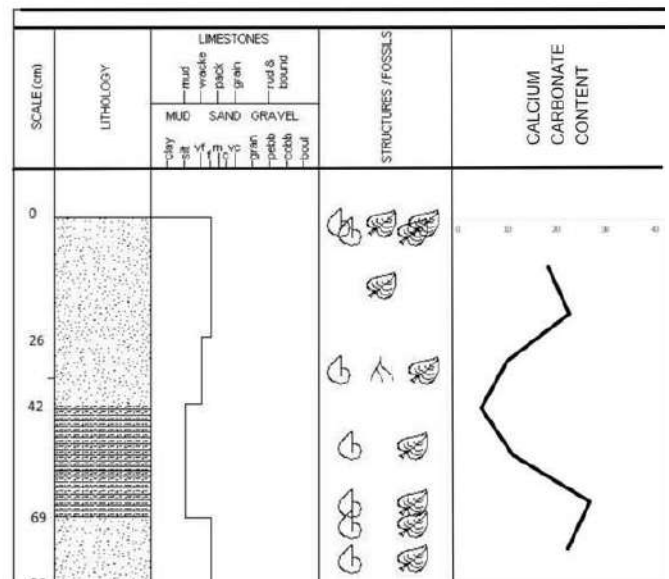 SCALE (cm)
LITHOLOGY
LIMESTONES
mud
wacke
pack
grain
rud &
bound
MUD SAND GRAVEL
clay
silt
vf
f
m
c
vc
gran
pebb
cobb
boul
STRUCTURES / FOSSILS
CALCIUM
CARBONATE
CONTENT
0
26
42
69
0 10 20 30 40